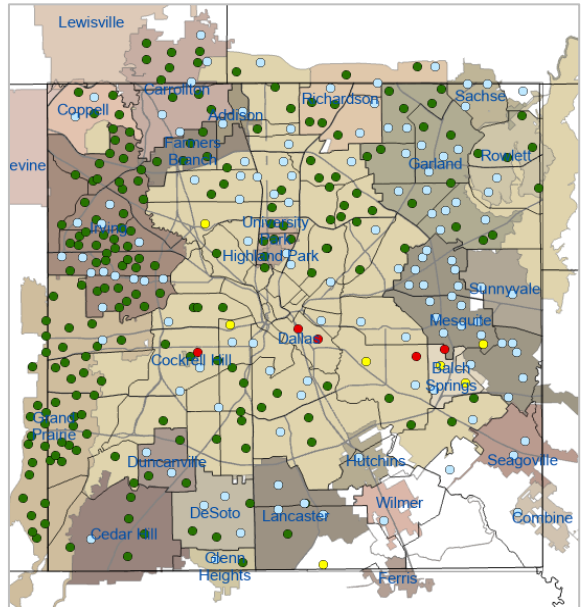 Lewisville
Carrollton
Coppell
Addison
Richardson
Sachse
evine
Farmers
Branch
Garland
Rowlett
Irving
University
Park
Highland Park
Sunnyvale
Mesquite
Dallas
Cockrell Hill
Balch
Springs
Grand
Prairie
Duncanville
Hutchins
Seagoville
DeSoto
Lancaster
Wilmer
Combine
Cedar Hill
Glenn
Heights
Ferris